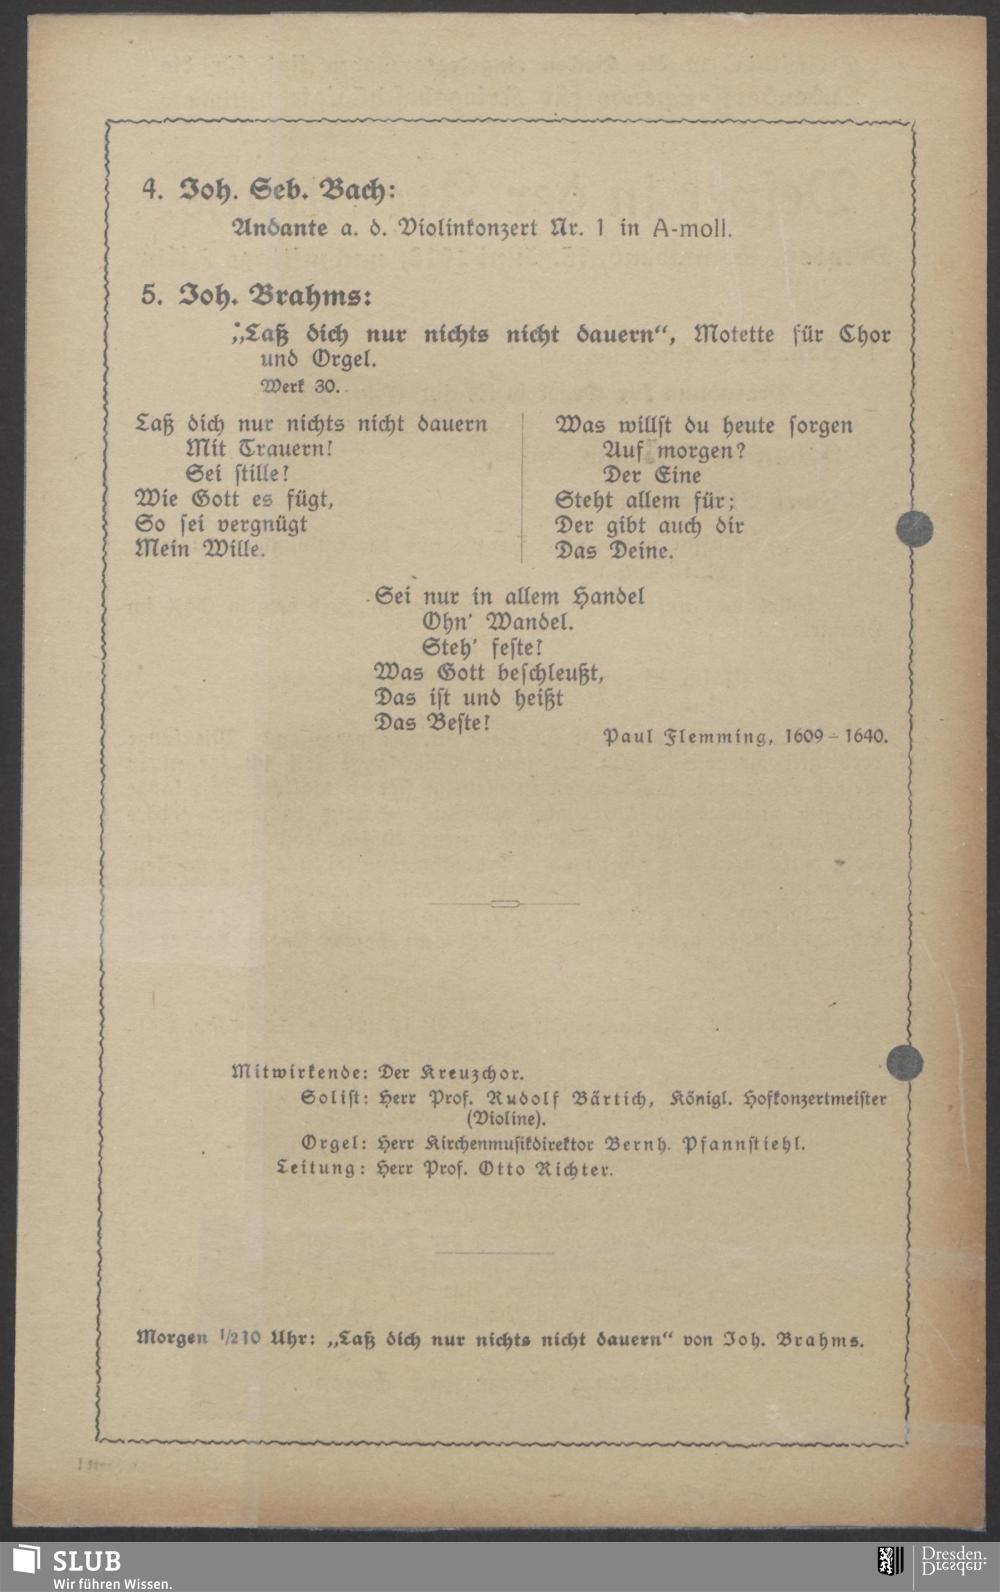 4. Joh. Seb. Bach:
Andante a. d. Violinkonzert Nr. 1 in A-moll.
5. Joh. Brahms:
„Laß dich nur nichts nicht dauern“, Motette für Chor
und Orgel.
Werk 30.
Laß dich nur nichts nicht dauern
Mit Trauern!
Sei stille!
Wie Gott es fügt,
So sei vergnügt
Mein Wille.
Was willst du heute sorgen
Auf morgen?
Der Eine
Steht allem für;
Der gibt auch dir
Das Deine.
Sei nur in allem Handel
Ohn' Wandel.
Steh' feste!
Was Gott beschleußt,
Das ist und heißt
Das Beste!
Paul Flemming, 1609–1640.
Mitwirkende: Der Kreuzchor.
Solist: Herr Prof. Rudolf Bärtich, Königl. Hofkonzertmeister
(Violine).
Orgel: Herr Kirchenmusikdirektor Bernh. Pfannstiehl.
Leitung: Herr Prof. Otto Richter.
Morgen 1/210 Uhr: „Laß dich nur nichts nicht dauern“ von Joh. Brahms.
SLUB
Wir führen Wissen.
Dresden.
Dresden.